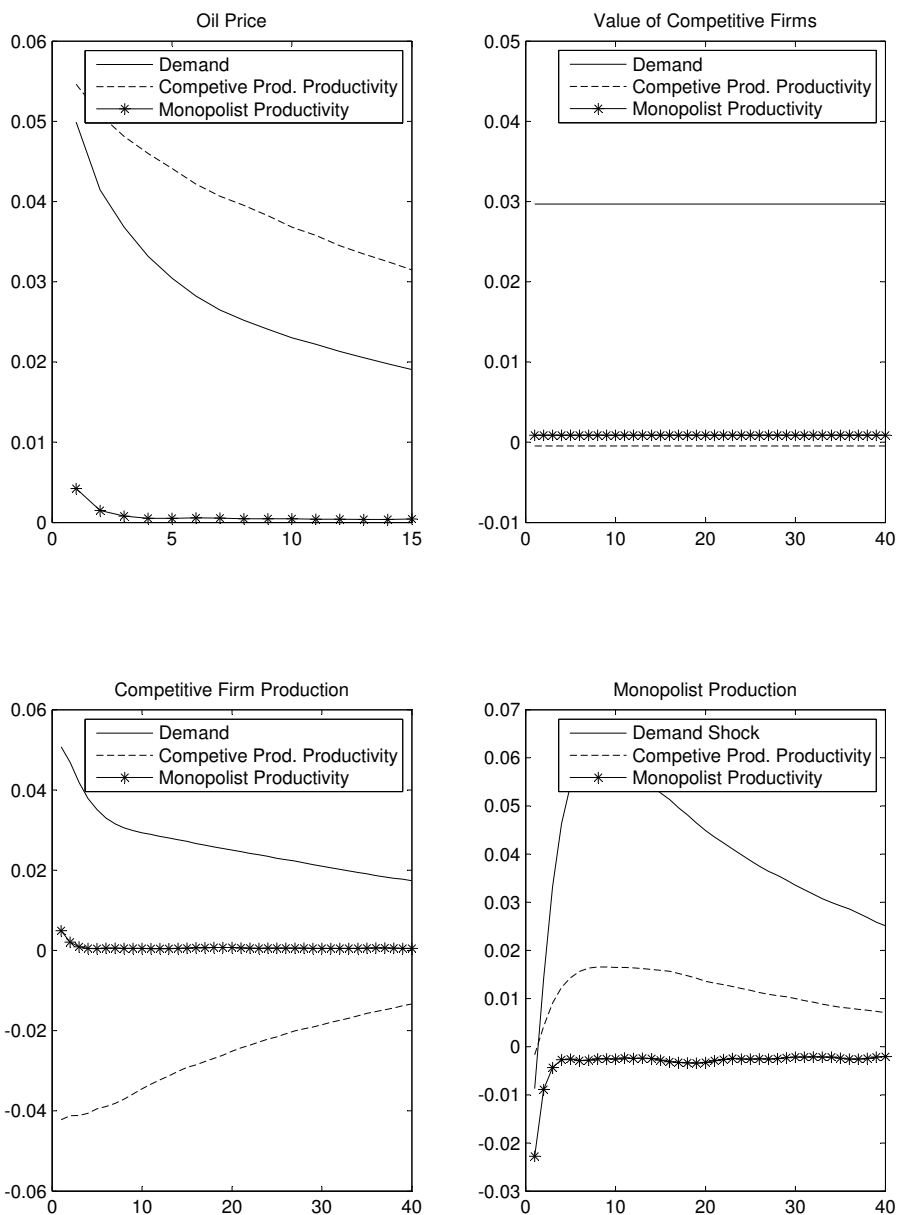 Oil Price
0.06
0.05
0.04
0.03
0.02
0.01
0
0 5 10 15
Demand
Competive Prod. Productivity
Monopolist Productivity
Value of Competitive Firms
0.05
0.04
0.03
0.02
0.01
0
-0.01
0 10 20 30 40
Demand
Competive Prod. Productivity
Monopolist Productivity
Competitive Firm Production
0.06
0.04
0.02
0
-0.02
-0.04
-0.06
0 10 20 30 40
Demand
Competive Prod. Productivity
Monopolist Productivity
Monopolist Production
0.07
0.06
0.05
0.04
0.03
0.02
0.01
0
-0.01
-0.02
-0.03
0 10 20 30 40
Demand Shock
Competive Prod. Productivity
Monopolist Productivity